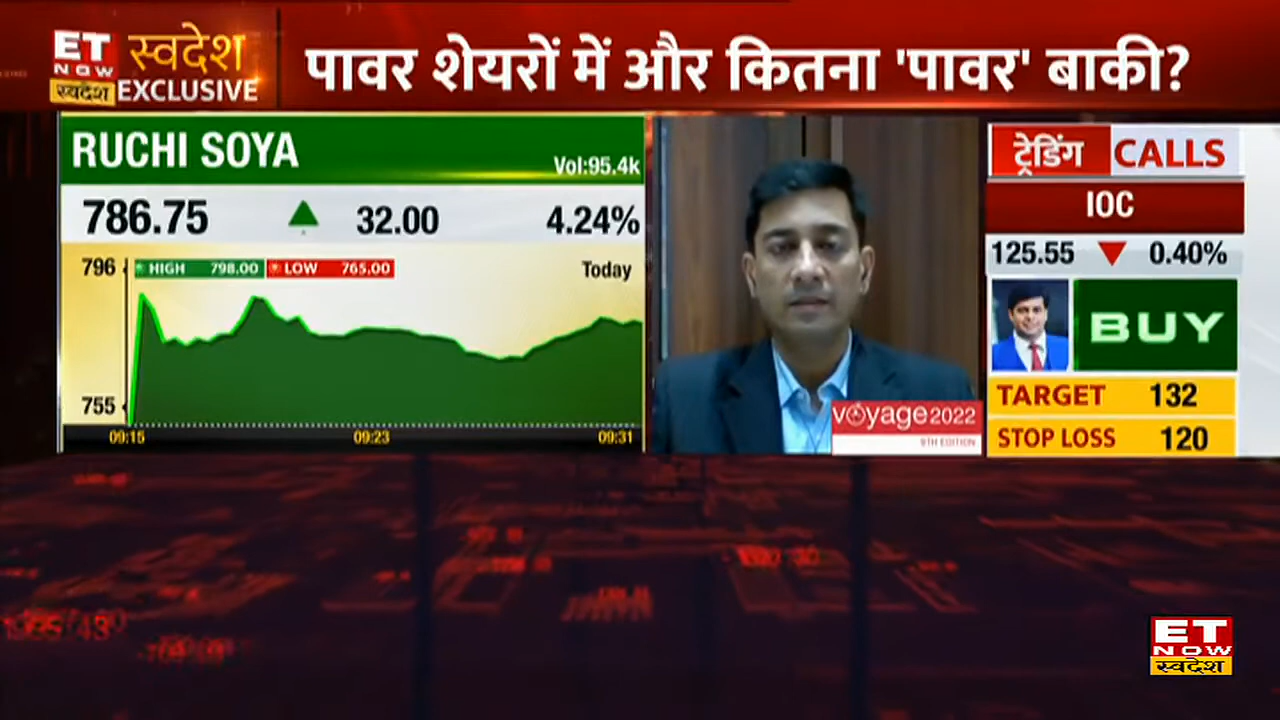 ET
NOW
स्वदेश
स्वदेश
EXCLUSIVE
पावर शेयरों में और कितना 'पावर' बाकी?
RUCHI SOYA
Vol:95.4k
786.75 ▲ 32.00 4.24%
796
HIGH 798.00 LOW 765.00
Today
755
09:15 09:23 09:31
voyage2022
9TH EDITION
ट्रेडिंग CALLS
IOC
125.55 ▼ 0.40%
BUY
TARGET 132
STOP LOSS 120
ET
NOW
स्वदेश